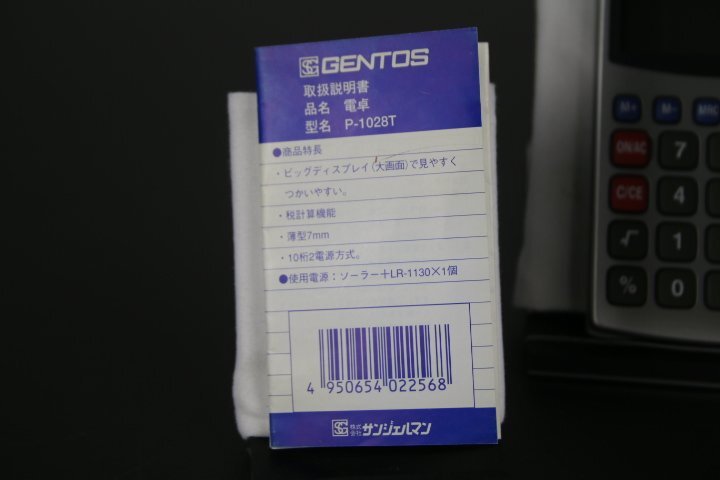 SG GENTOS
取扱説明書
品名 電卓
型名 P-1028T
●商品特長
・ビッグディスプレイ(大画面)で見やすく
つかいやすい。
・税計算機能
・薄型7mm
・10桁2電源方式。
●使用電源：ソーラー＋LR-1130×1個
4 950654 022568
SG 株式会社 サンジェルマン
M+ M-
ON/AC 7
C/CE 4
√ 1
% 0